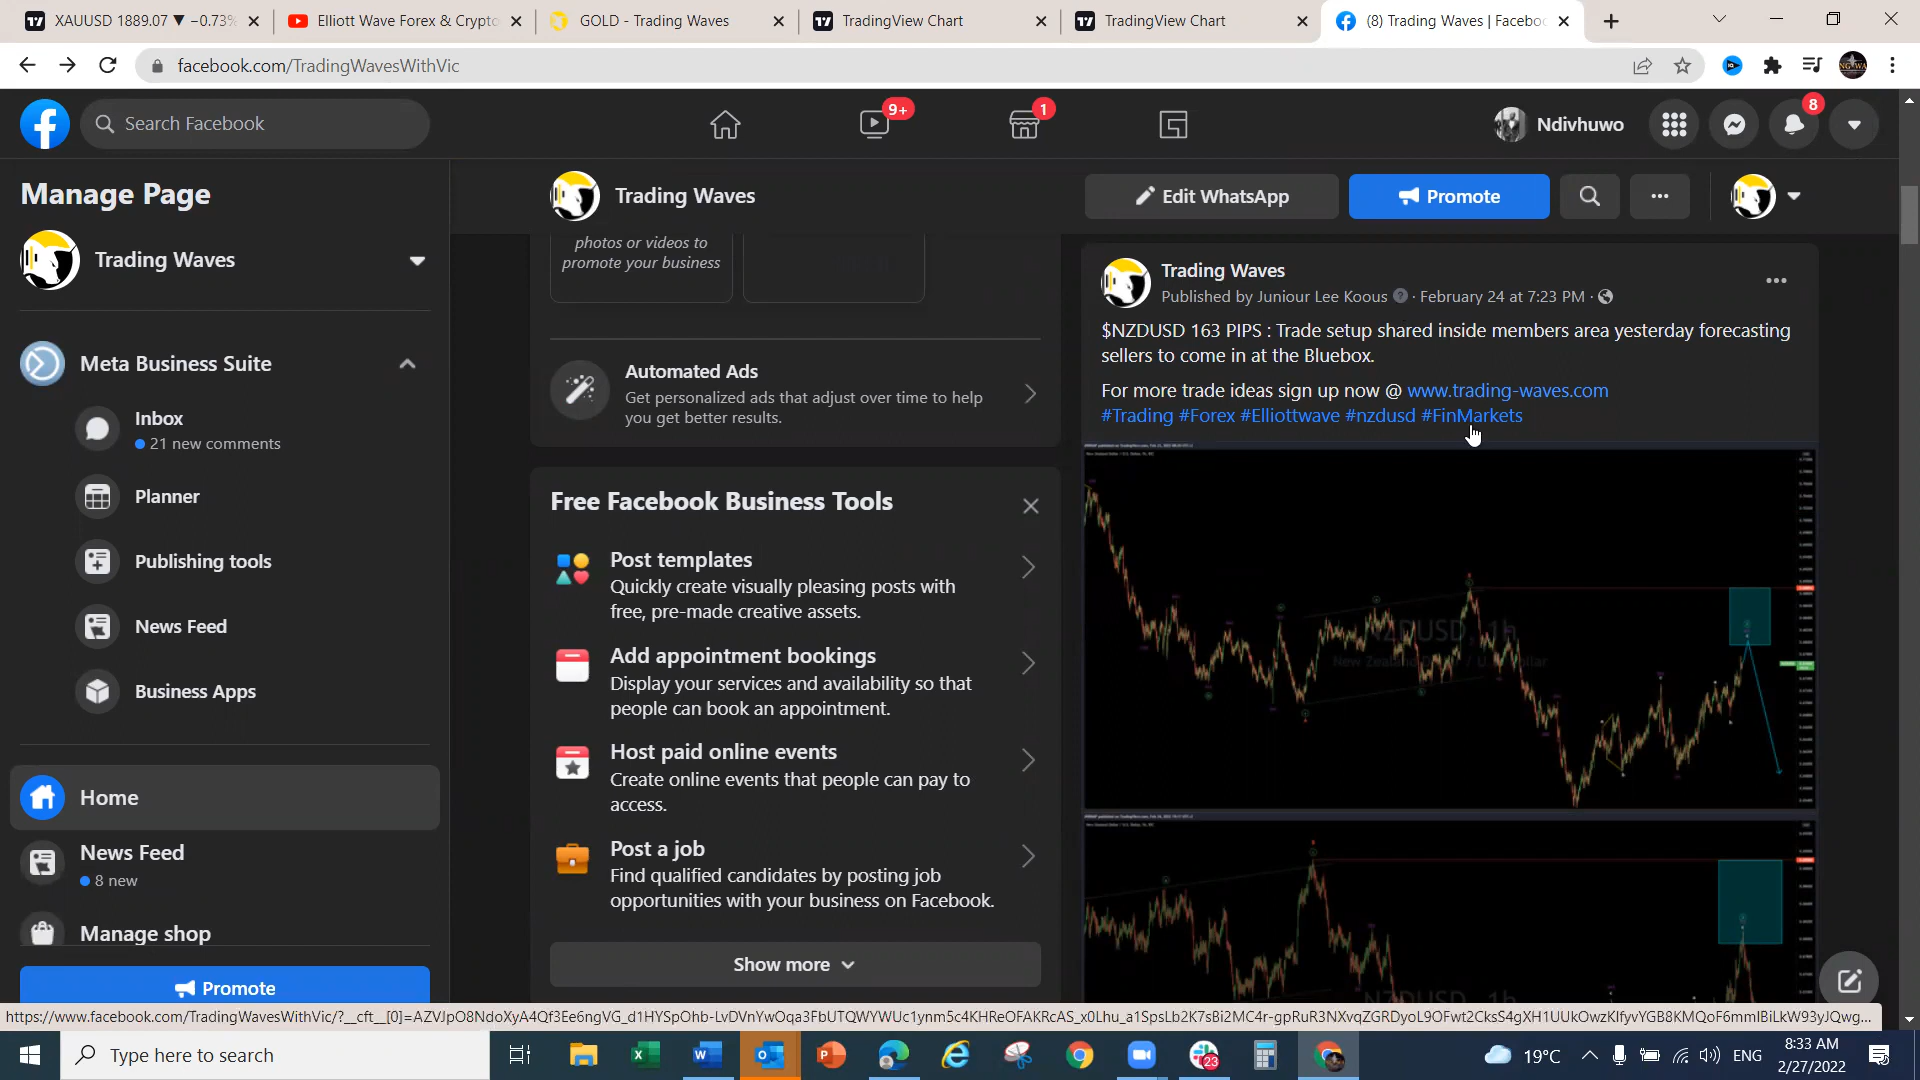 XAUUSD 1889.07 ▼ −0.73%
Elliott Wave Forex & Crypto
GOLD - Trading Waves
TradingView Chart
TradingView Chart
(8) Trading Waves | Facebo
facebook.com/TradingWavesWithVic
Search Facebook
9+
1
Ndivhuwo
8
Manage Page
Trading Waves
Meta Business Suite
Inbox
21 new comments
Planner
Publishing tools
News Feed
Business Apps
Home
News Feed
8 new
Manage shop
Promote
Trading Waves
Edit WhatsApp
Promote
photos or videos to
promote your business
Automated Ads
Get personalized ads that adjust over time to help
you get better results.
Free Facebook Business Tools
Post templates
Quickly create visually pleasing posts with
free, pre-made creative assets.
Add appointment bookings
Display your services and availability so that
people can book an appointment.
Host paid online events
Create online events that people can pay to
access.
Post a job
Find qualified candidates by posting job
opportunities with your business on Facebook.
Show more
Trading Waves
Published by Juniour Lee Koous · February 24 at 7:23 PM ·
$NZDUSD 163 PIPS : Trade setup shared inside members area yesterday forecasting
sellers to come in at the Bluebox.
For more trade ideas sign up now @ www.trading-waves.com
#Trading #Forex #Elliottwave #nzdusd #FinMarkets
NZDUSD, 1h
New Zealand Dollar / U.S. Dollar
NZDUSD, 1h
Type here to search
23
19°C
ENG
8:33 AM
2/27/2022